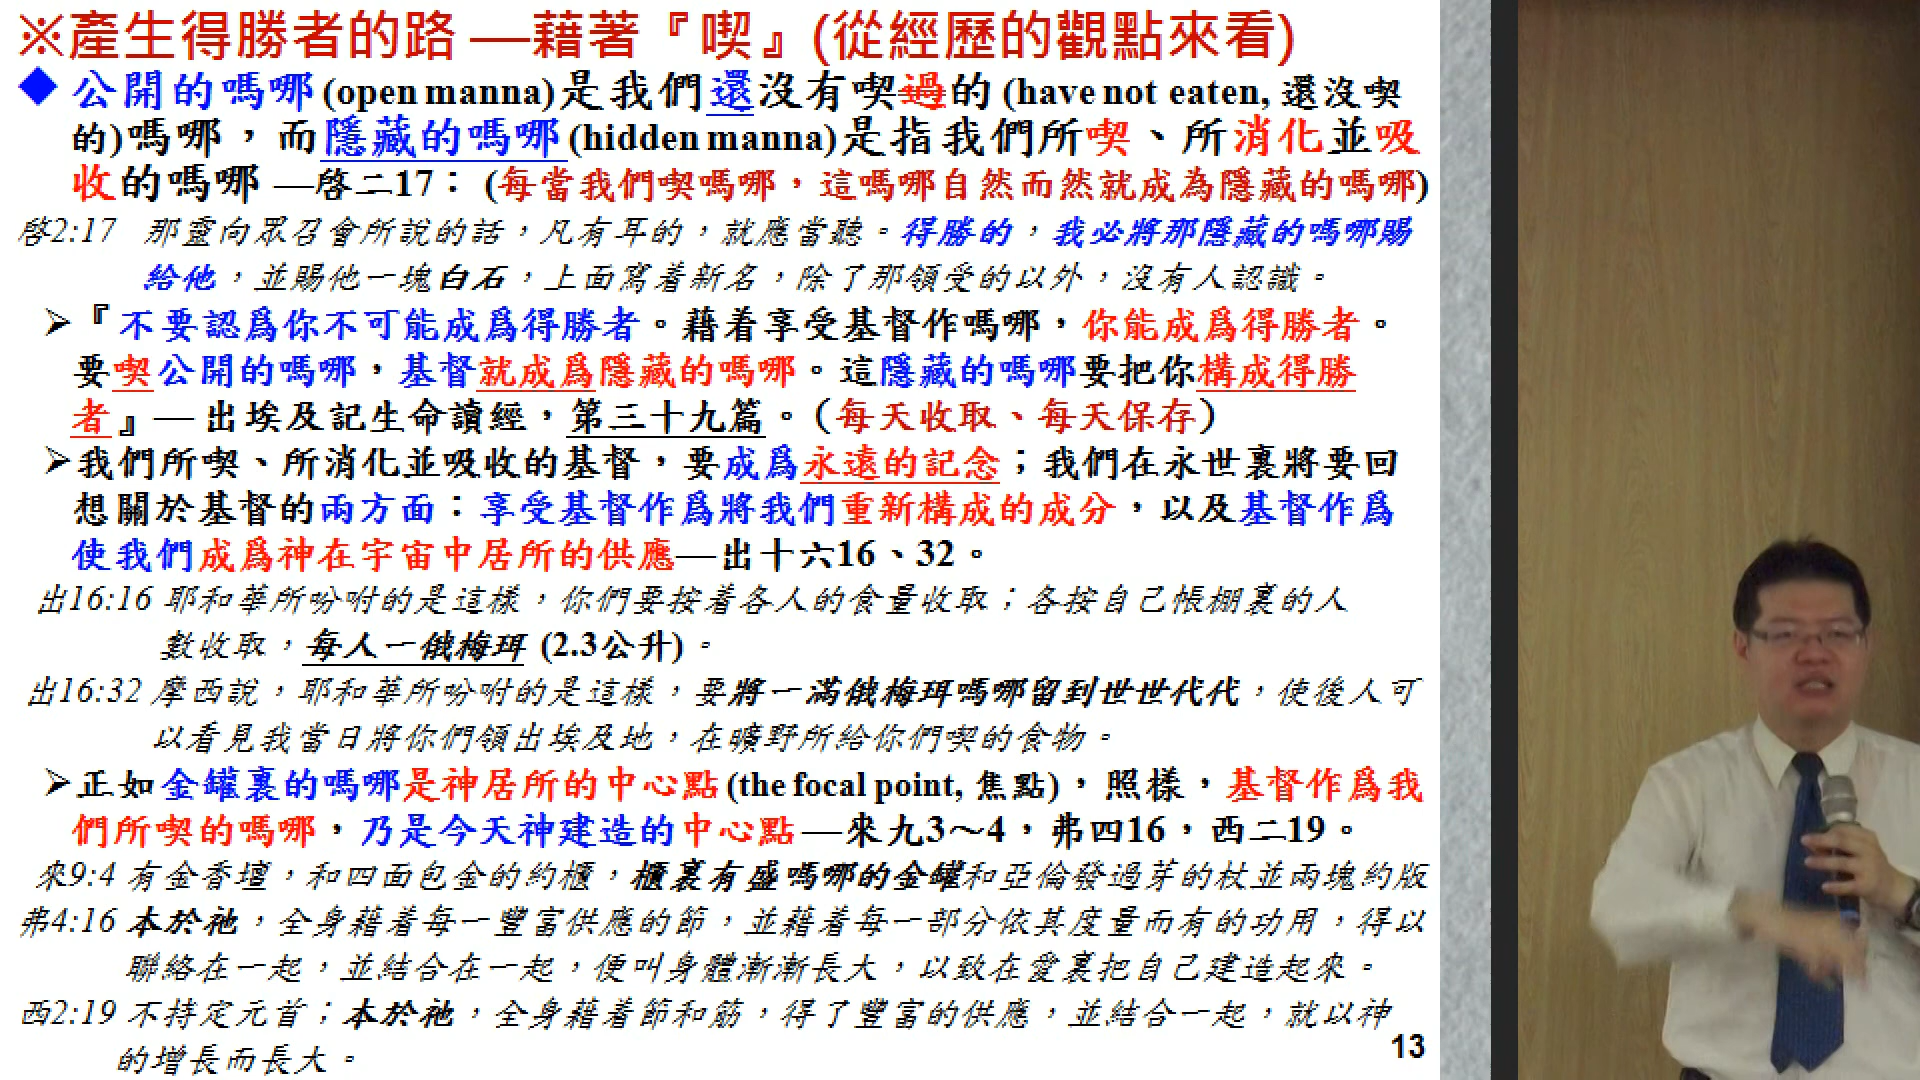 ※產生得勝者的路 —藉著『喫』(從經歷的觀點來看)
◆公開的嗎哪(open manna)是我們還沒有喫過的 (have not eaten, 還沒喫
的)嗎哪，而隱藏的嗎哪(hidden manna)是指我們所喫、所消化並吸
收的嗎哪 —啓二17： (每當我們喫嗎哪，這嗎哪自然而然就成為隱藏的嗎哪)
啓2:17 那靈向眾召會所說的話，凡有耳的，就應當聽。得勝的，我必將那隱藏的嗎哪賜
給他，並賜他一塊白石，上面寫着新名，除了那領受的以外，沒有人認識。
➢『不要認爲你不可能成爲得勝者。藉着享受基督作嗎哪，你能成爲得勝者。
要喫公開的嗎哪，基督就成爲隱藏的嗎哪。這隱藏的嗎哪要把你構成得勝
者』— 出埃及記生命讀經，第三十九篇。（每天收取、每天保存）
➢我們所喫、所消化並吸收的基督，要成爲永遠的記念；我們在永世裏將要回
想關於基督的兩方面：享受基督作爲將我們重新構成的成分，以及基督作爲
使我們成爲神在宇宙中居所的供應—出十六16、32。
出16:16 耶和華所吩咐的是這樣，你們要按着各人的食量收取；各按自己帳棚裏的人
數收取，每人一俄梅珥 (2.3公升)。
出16:32 摩西說，耶和華所吩咐的是這樣，要將一滿俄梅珥嗎哪留到世世代代，使後人可
以看見我當日將你們領出埃及地，在曠野所給你們喫的食物。
➢正如金罐裏的嗎哪是神居所的中心點(the focal point, 焦點)，照樣，基督作爲我
們所喫的嗎哪，乃是今天神建造的中心點—來九3～4，弗四16，西二19。
來9:4 有金香壇，和四面包金的約櫃，櫃裏有盛嗎哪的金罐和亞倫發過芽的杖並兩塊約版
弗4:16 本於祂，全身藉着每一豐富供應的節，並藉着每一部分依其度量而有的功用，得以
聯絡在一起，並結合在一起，便叫身體漸漸長大，以致在愛裏把自己建造起來。
西2:19 不持定元首；本於祂，全身藉着節和筋，得了豐富的供應，並結合一起，就以神
的增長而長大。
13